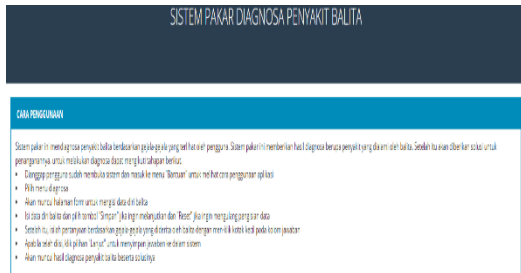 SISTEM PAKAR DIAGNOSA PENYAKIT BALITA
CARA PENGGUNAAN
Sistem pakar ini mendiagnosa penyakit balita berdasarkan gejala-gejala yang terlihat oleh pengguna. Sistem pakar ini memberikan hasil diagnosa berupa penyakit yang dialami oleh balita. Setelah itu akan diberikan solusi untuk
penanganannya. untuk melakukan diagnosa dapat mengikuti tahapan berikut.
• Dianggap pengguna sudah membuka sistem dan masuk ke menu "Bantuan" untuk melihat cara penggunaan aplikasi
• Pilih menu diagnosa
• Akan muncul halaman form untuk mengisi data diri balita
• Isi data diri balita dan pilih tombol "Simpan" jika ingin melanjutkan dan "Reset" jika ingin mengulang pengisian data
• Setelah itu, pertanyaan berdasarkan gejala-gejala yang diderita oleh balita dengan men-klik kotak kecil pada kolom jawaban
• Apabila telah diisi, klik pilihan "Lanjut" untuk menyimpan jawaban ke dalam sistem
• Akan muncul hasil diagnosa penyakit balita beserta solusinya